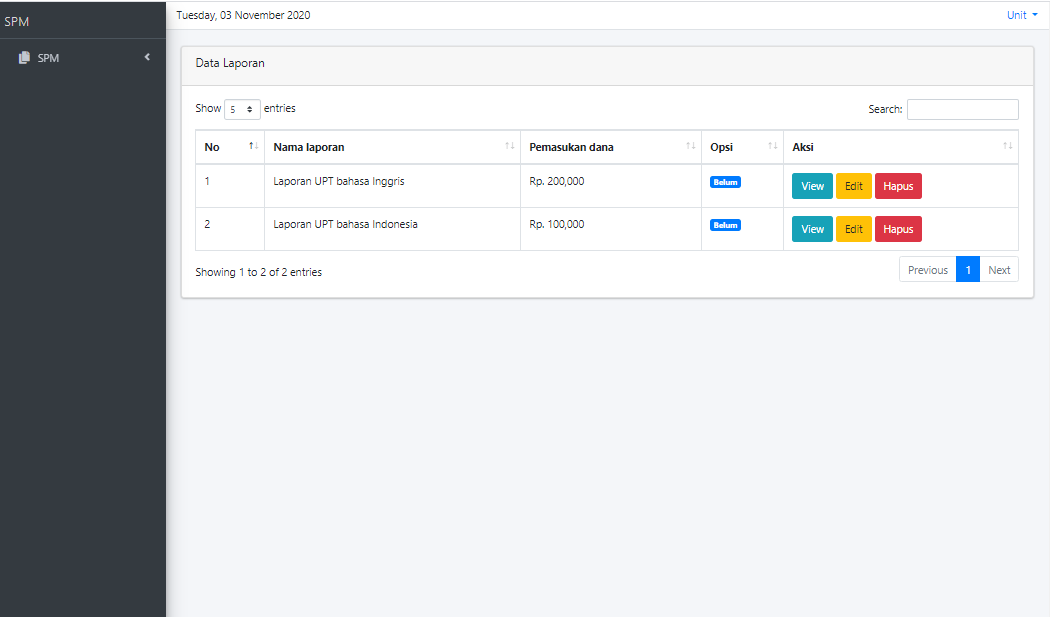 SPM
Tuesday, 03 November 2020
Unit
SPM
Data Laporan
Show 5 entries
Search:
No Nama laporan Pemasukan dana Opsi Aksi
1 Laporan UPT bahasa Inggris Rp. 200,000 Belum View Edit Hapus
2 Laporan UPT bahasa Indonesia Rp. 100,000 Belum View Edit Hapus
Showing 1 to 2 of 2 entries
Previous 1 Next